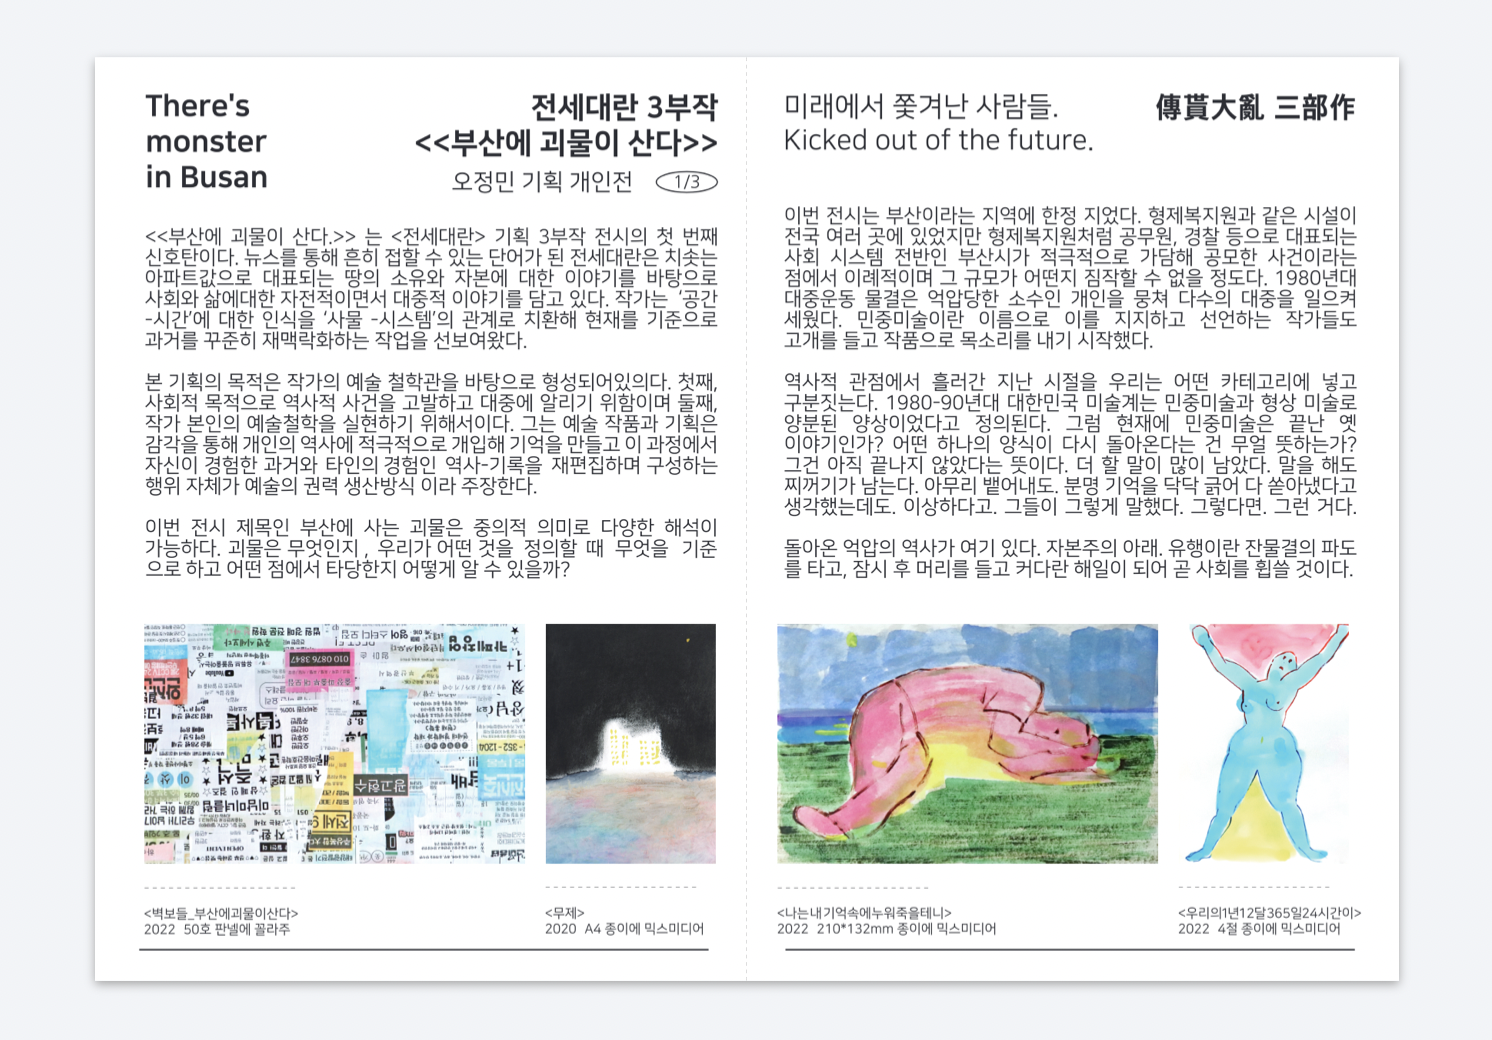 There's
monster
in Busan
전세대란 3부작
<<부산에 괴물이 산다>>
오정민 기획 개인전 1/3
<<부산에 괴물이 산다.>> 는 <전세대란> 기획 3부작 전시의 첫 번째
신호탄이다. 뉴스를 통해 흔히 접할 수 있는 단어가 된 전세대란은 치솟는
아파트값으로 대표되는 땅의 소유와 자본에 대한 이야기를 바탕으로
사회와 삶에대한 자전적이면서 대중적 이야기를 담고 있다. 작가는 ‘공간
-시간’에 대한 인식을 ‘사물 -시스템’의 관계로 치환해 현재를 기준으로
과거를 꾸준히 재맥락화하는 작업을 선보여왔다.
본 기획의 목적은 작가의 예술 철학관을 바탕으로 형성되어있의다. 첫째,
사회적 목적으로 역사적 사건을 고발하고 대중에 알리기 위함이며 둘째,
작가 본인의 예술철학을 실현하기 위해서이다. 그는 예술 작품과 기획은
감각을 통해 개인의 역사에 적극적으로 개입해 기억을 만들고 이 과정에서
자신이 경험한 과거와 타인의 경험인 역사-기록을 재편집하며 구성하는
행위 자체가 예술의 권력 생산방식 이라 주장한다.
이번 전시 제목인 부산에 사는 괴물은 중의적 의미로 다양한 해석이
가능하다. 괴물은 무엇인지 , 우리가 어떤 것을 정의할 때 무엇을 기준
으로 하고 어떤 점에서 타당한지 어떻게 알 수 있을까?
010 0876 3847
352 - 1204
광고현수
<벽보들_부산에괴물이산다>
2022 50호 판넬에 꼴라주
<무제>
2020 A4 종이에 믹스미디어
미래에서 쫓겨난 사람들.
Kicked out of the future.
傳貰大亂 三部作
이번 전시는 부산이라는 지역에 한정 지었다. 형제복지원과 같은 시설이
전국 여러 곳에 있었지만 형제복지원처럼 공무원, 경찰 등으로 대표되는
사회 시스템 전반인 부산시가 적극적으로 가담해 공모한 사건이라는
점에서 이례적이며 그 규모가 어떤지 짐작할 수 없을 정도다. 1980년대
대중운동 물결은 억압당한 소수인 개인을 뭉쳐 다수의 대중을 일으켜
세웠다. 민중미술이란 이름으로 이를 지지하고 선언하는 작가들도
고개를 들고 작품으로 목소리를 내기 시작했다.
역사적 관점에서 흘러간 지난 시절을 우리는 어떤 카테고리에 넣고
구분짓는다. 1980-90년대 대한민국 미술계는 민중미술과 형상 미술로
양분된 양상이었다고 정의된다. 그럼 현재에 민중미술은 끝난 옛
이야기인가? 어떤 하나의 양식이 다시 돌아온다는 건 무얼 뜻하는가?
그건 아직 끝나지 않았다는 뜻이다. 더 할 말이 많이 남았다. 말을 해도
찌꺼기가 남는다. 아무리 뱉어내도. 분명 기억을 닥닥 긁어 다 쏟아냈다고
생각했는데도. 이상하다고. 그들이 그렇게 말했다. 그렇다면. 그런 거다.
돌아온 억압의 역사가 여기 있다. 자본주의 아래. 유행이란 잔물결의 파도
를 타고, 잠시 후 머리를 들고 커다란 해일이 되어 곧 사회를 휩쓸 것이다.
<나는내기억속에누워죽을테니>
2022 210*132mm 종이에 믹스미디어
<우리의1년12달365일24시간이>
2022 4절 종이에 믹스미디어